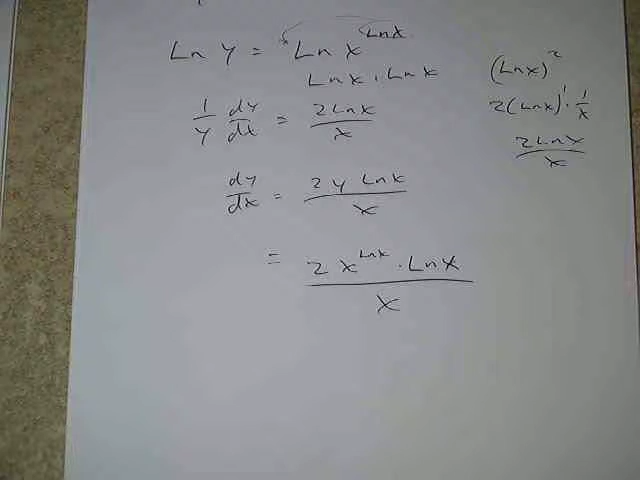 Ln y = Ln x^Lnx
Lnx · Lnx
1/y dy/dx = 2Lnx/x
dy/dx = 2y Lnx/x
= 2x^Lnx · Lnx/x
(Lnx)^2
2(Lnx)^1 · 1/x
2Lnx/x